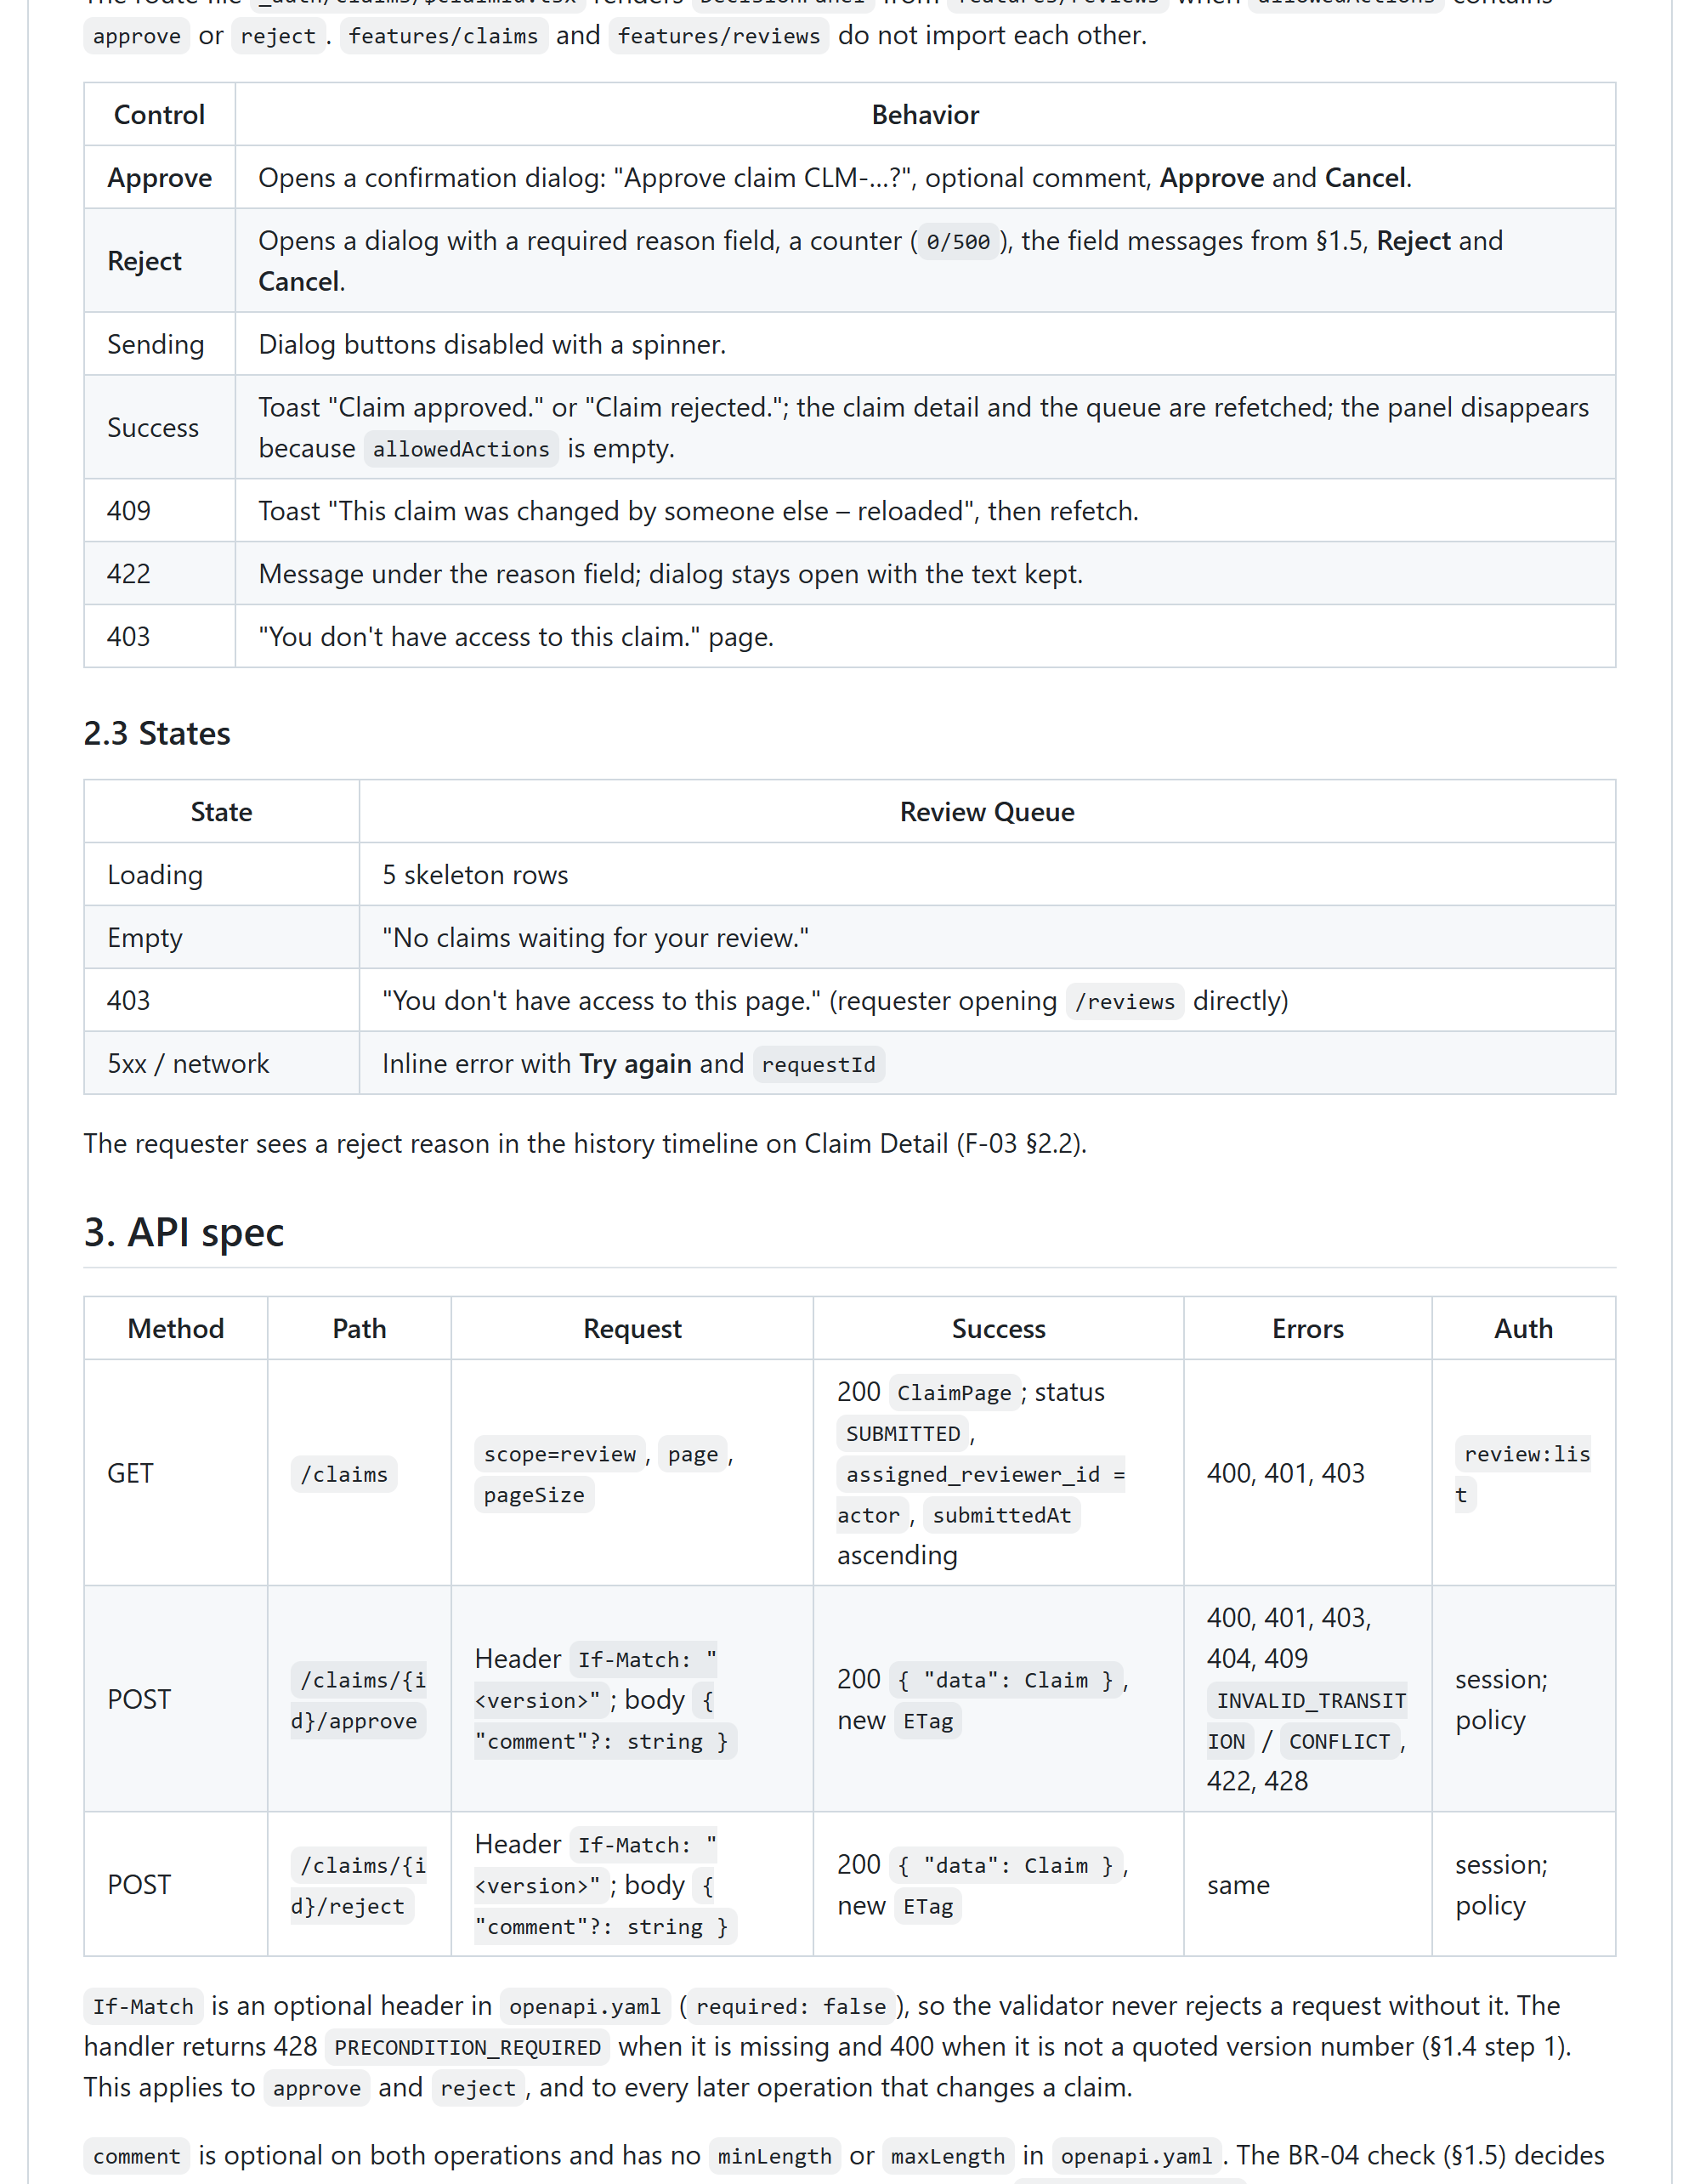 The route file _auth/claims/$claimId.tsx renders DecisionPanel from features/reviews when allowedActions contains
approve or reject. features/claims and features/reviews do not import each other.
Control Behavior
Approve Opens a confirmation dialog: "Approve claim CLM-…?", optional comment, Approve and Cancel.
Reject Opens a dialog with a required reason field, a counter (0/500), the field messages from §1.5, Reject and
Cancel.
Sending Dialog buttons disabled with a spinner.
Success Toast "Claim approved." or "Claim rejected."; the claim detail and the queue are refetched; the panel disappears
because allowedActions is empty.
409 Toast "This claim was changed by someone else – reloaded", then refetch.
422 Message under the reason field; dialog stays open with the text kept.
403 "You don't have access to this claim." page.
2.3 States
State Review Queue
Loading 5 skeleton rows
Empty "No claims waiting for your review."
403 "You don't have access to this page." (requester opening /reviews directly)
5xx / network Inline error with Try again and requestId
The requester sees a reject reason in the history timeline on Claim Detail (F-03 §2.2).
3. API spec
Method Path Request Success Errors Auth
GET
/claims
scope=review, page,
pageSize
200 ClaimPage; status
SUBMITTED,
assigned_reviewer_id =
actor, submittedAt
ascending
400, 401, 403
review:lis
t
POST
/claims/{i
d}/approve
Header If-Match: "
<version>"; body {
"comment"?: string }
200 { "data": Claim },
new ETag
400, 401, 403,
404, 409
INVALID_TRANSIT
ION / CONFLICT,
422, 428
session;
policy
POST
/claims/{i
d}/reject
Header If-Match: "
<version>"; body {
"comment"?: string }
200 { "data": Claim },
new ETag
same
session;
policy
If-Match is an optional header in openapi.yaml (required: false), so the validator never rejects a request without it. The
handler returns 428 PRECONDITION_REQUIRED when it is missing and 400 when it is not a quoted version number (§1.4 step 1).
This applies to approve and reject, and to every later operation that changes a claim.
comment is optional on both operations and has no minLength or maxLength in openapi.yaml. The BR-04 check (§1.5) decides